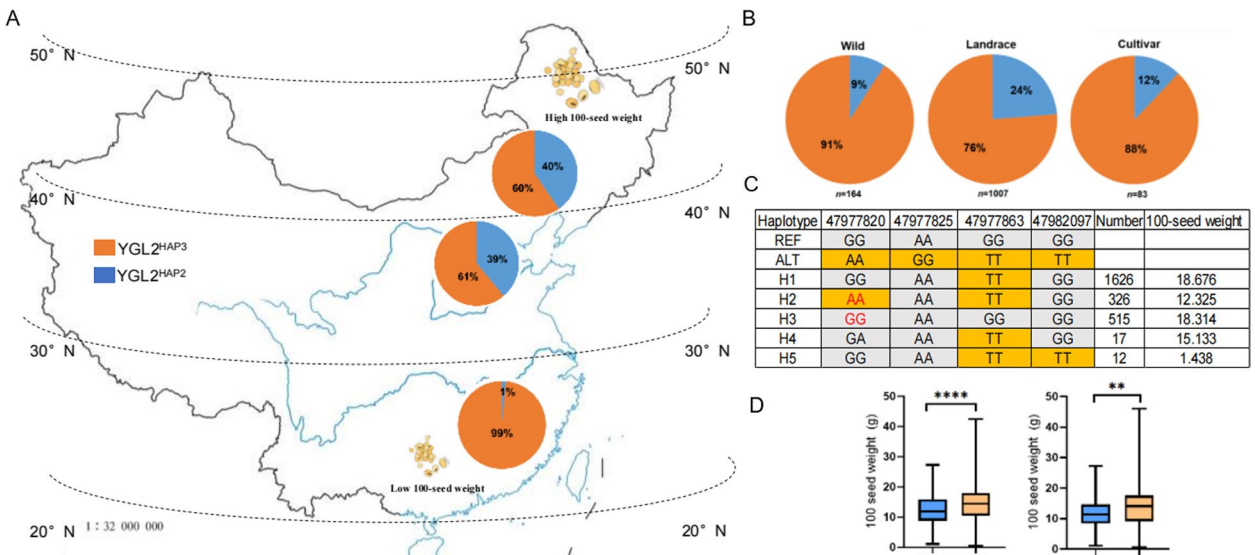 A
50° N
50° N
High 100-seed weight
40%
60%
40° N
40° N
YGL2HAP3
YGL2HAP2
39%
61%
30° N
30° N
1%
99%
Low 100-seed weight
20° N
1 : 32 000 000
20° N
B
Wild Landrace Cultivar
9% 24% 12%
91% 76% 88%
n=164 n=1007 n=83
C
Haplotype 47977820 47977825 47977863 47982097 Number 100-seed weight
REF GG AA GG GG
ALT AA GG TT TT
H1 GG AA TT GG 1626 18.676
H2 AA AA TT GG 326 12.325
H3 GG AA GG GG 515 18.314
H4 GA AA TT GG 17 15.133
H5 GG AA TT TT 12 1.438
D
100 seed weight (g)
50
40
30
20
10
0
****
100 seed weight (g)
50
40
30
20
10
0
**